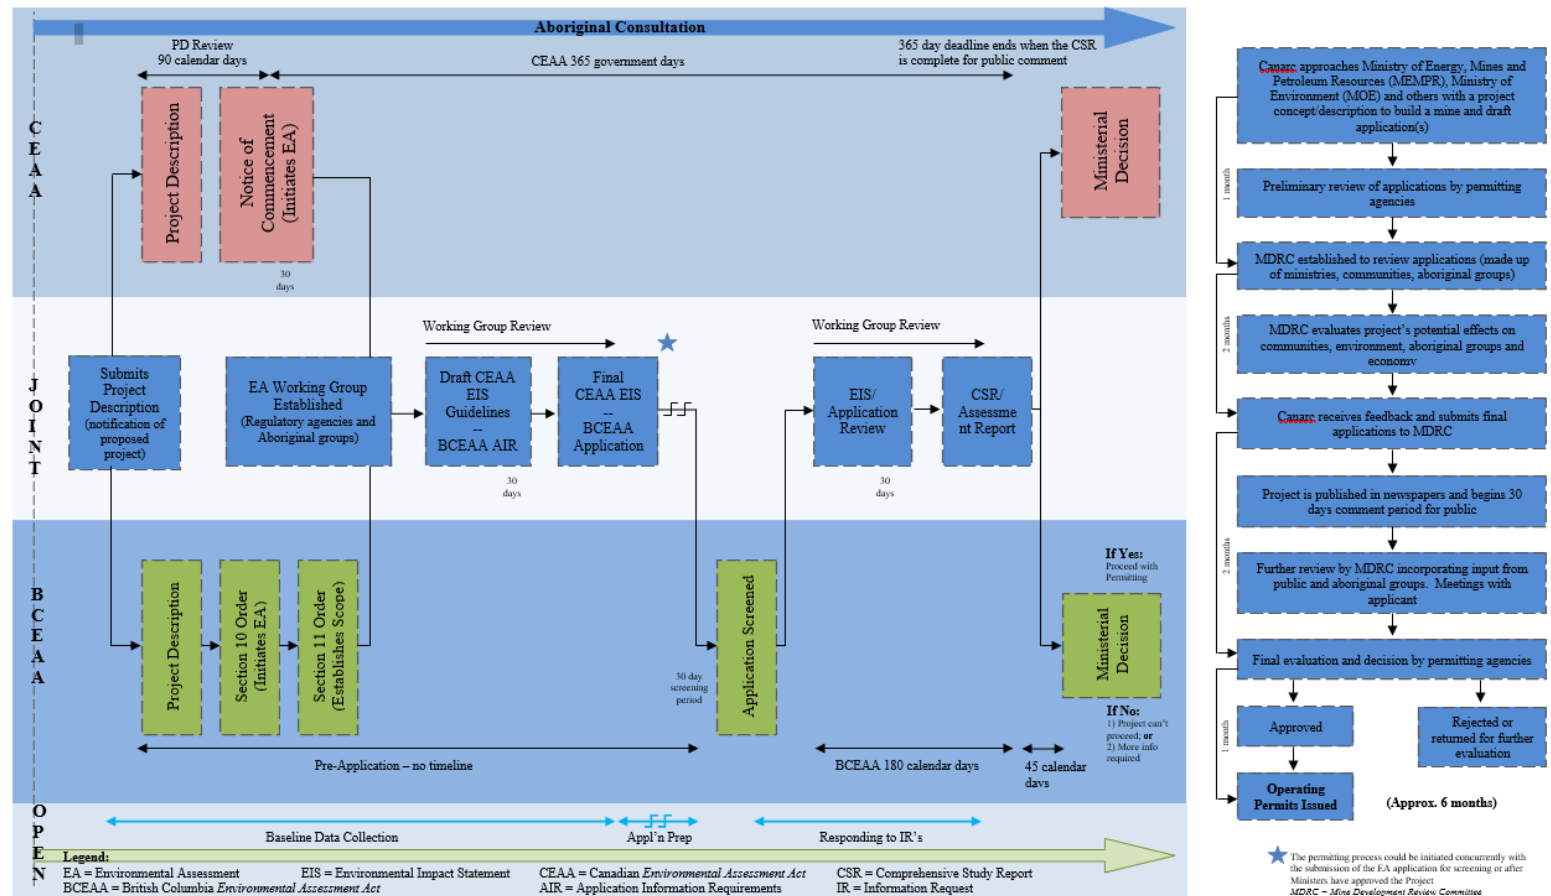 Aboriginal Consultation
PD Review
90 calendar days
CEAA 365 government days
365 day deadline ends when the CSR
is complete for public comment
CEAA
Project Description
Notice of
Commencement
(Initiates EA)
30
days
Ministerial
Decision
JOINT
Submits
Project
Description
(notification of
proposed
project)
EA Working Group
Established
(Regulatory agencies and
Aboriginal groups)
Working Group Review
Draft CEAA
EIS
Guidelines
--
BCEAA AIR
Final
CEAA EIS
--
BCEAA
Application
30
days
Working Group Review
EIS/
Application
Review
CSR/
Assessme
nt Report
30
days
BCEAA
Project Description
Section 10 Order
(Initiates EA)
Section 11 Order
(Establishes Scope)
30 day
screening
period
Application Screened
If Yes:
Proceed with
Permitting
Ministerial
Decision
If No:
1) Project can't
proceed; or
2) More info
required
Pre-Application – no timeline
BCEAA 180 calendar days
45 calendar
days
OPEN
Baseline Data Collection
Appl'n Prep
Responding to IR's
Legend:
EA = Environmental Assessment
EIS = Environmental Impact Statement
CEAA = Canadian Environmental Assessment Act
CSR = Comprehensive Study Report
BCEAA = British Columbia Environmental Assessment Act
AIR = Application Information Requirements
IR = Information Request
Canarc approaches Ministry of Energy, Mines and
Petroleum Resources (MEMPR), Ministry of
Environment (MOE) and others with a project
concept/description to build a mine and draft
application(s)
1 month
Preliminary review of applications by permitting
agencies
MDRC established to review applications (made up
of ministries, communities, aboriginal groups)
2 months
MDRC evaluates project's potential effects on
communities, environment, aboriginal groups and
economy
Canarc receives feedback and submits final
applications to MDRC
Project is published in newspapers and begins 30
days comment period for public
2 months
Further review by MDRC incorporating input from
public and aboriginal groups. Meetings with
applicant
Final evaluation and decision by permitting agencies
1 month
Approved
Rejected or
returned for further
evaluation
Operating
Permits Issued
(Approx. 6 months)
The permitting process could be initiated concurrently with
the submission of the EA application for screening or after
Ministers have approved the Project
MDRC – Mine Development Review Committee